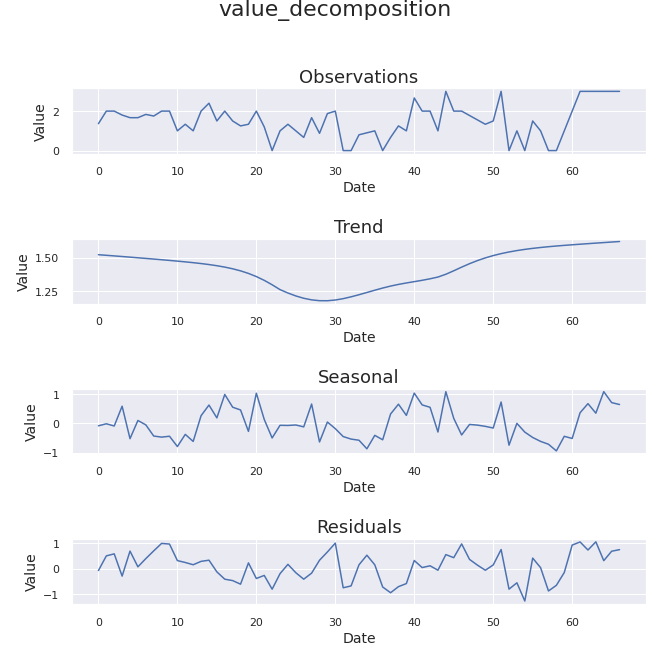 value_decomposition
Observations
Value
2
0
0 10 20 30 40 50 60
Date
Trend
Value
1.50
1.25
0 10 20 30 40 50 60
Date
Seasonal
Value
1
0
−1
0 10 20 30 40 50 60
Date
Residuals
Value
1
0
−1
0 10 20 30 40 50 60
Date